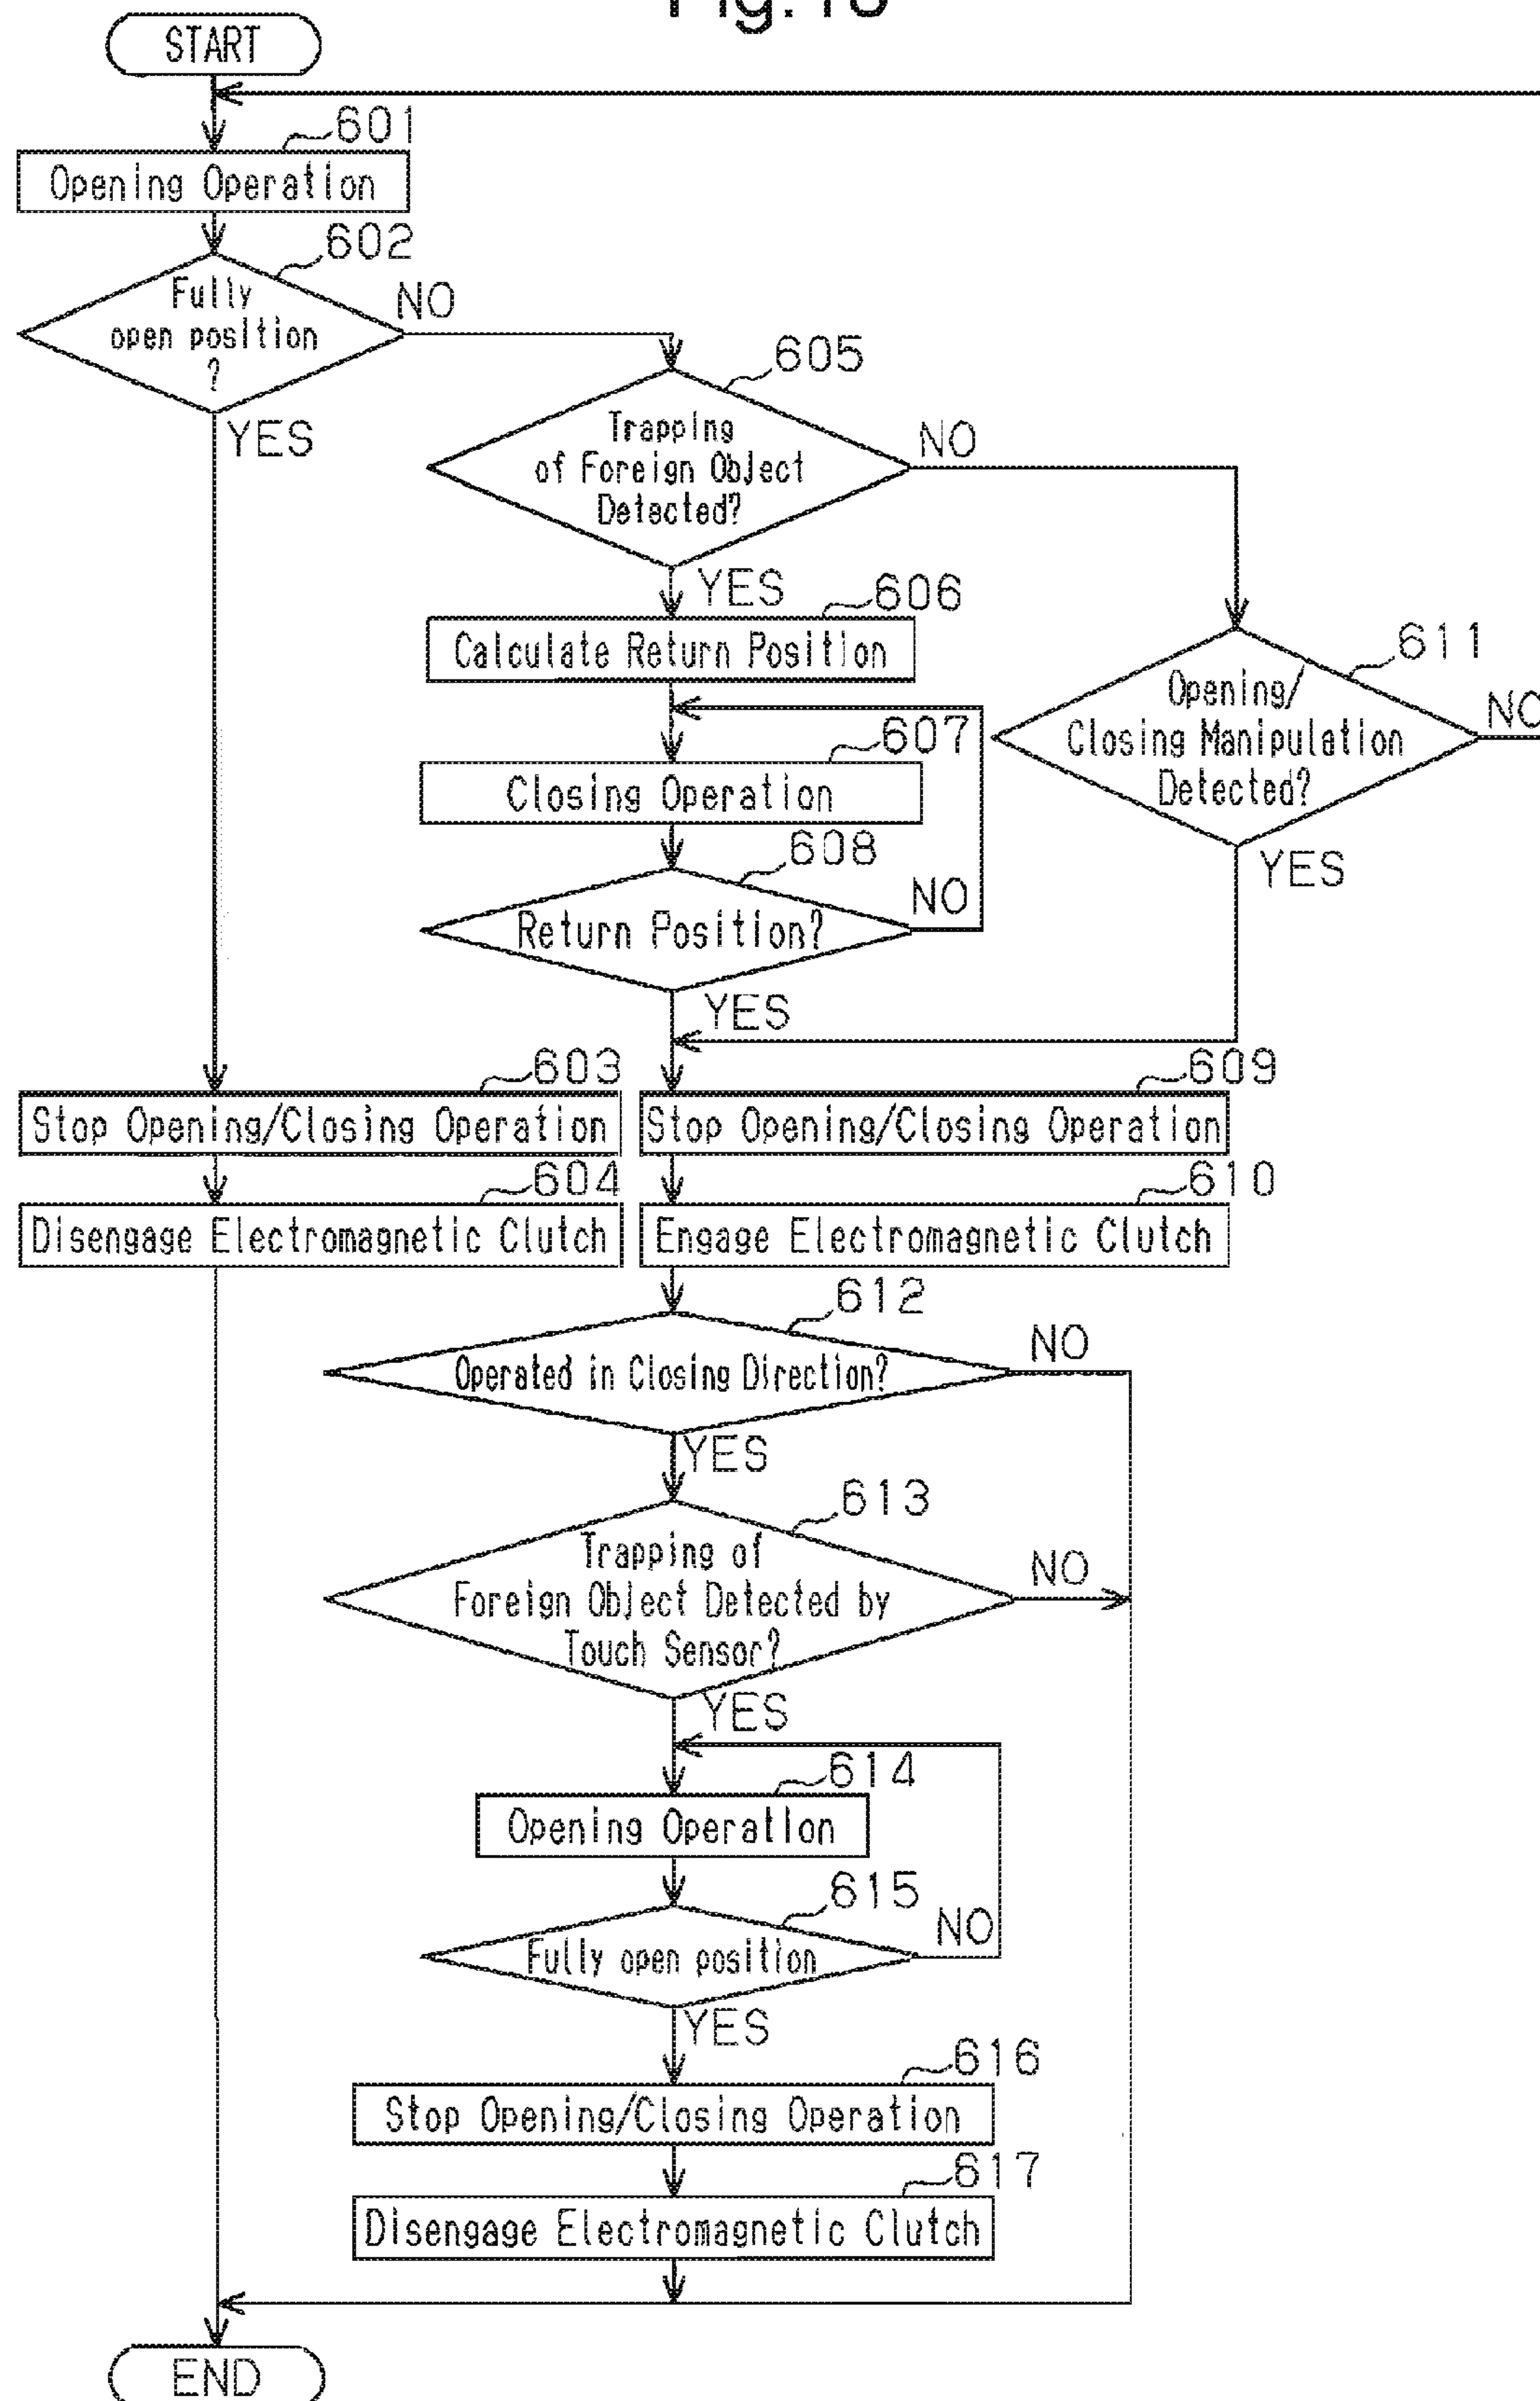 START
601
Opening Operation
602
Fully
open position
?
NO
YES
605
Trapping
of Foreign Object
Detected?
NO
YES
606
Calculate Return Position
611
Opening/
Closing Manipulation
Detected?
NO
YES
607
Closing Operation
608
Return Position?
NO
YES
603
Stop Opening/Closing Operation
609
Stop Opening/Closing Operation
604
Disengage Electromagnetic Clutch
610
Engage Electromagnetic Clutch
612
Operated in Closing Direction?
NO
YES
613
Trapping of
Foreign Object Detected by
Touch Sensor?
NO
YES
614
Opening Operation
615
Fully open position
NO
YES
616
Stop Opening/Closing Operation
617
Disengage Electromagnetic Clutch
END